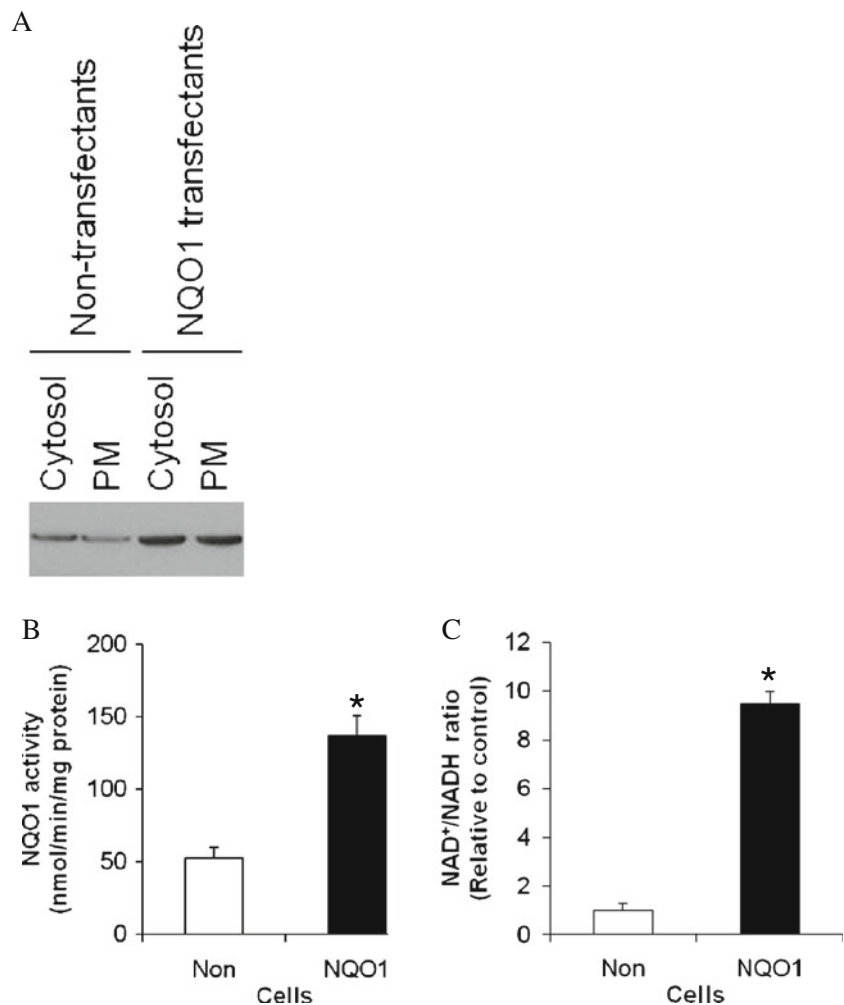 A
Non-transfectants
NQO1 transfectants
Cytosol
PM
Cytosol
PM
B
NQO1 activity
(nmol/min/mg protein)
200
150
100
50
0
*
Non
NQO1
Cells
C
NAD⁺/NADH ratio
(Relative to control)
12
10
8
6
4
2
0
*
Non
NQO1
Cells